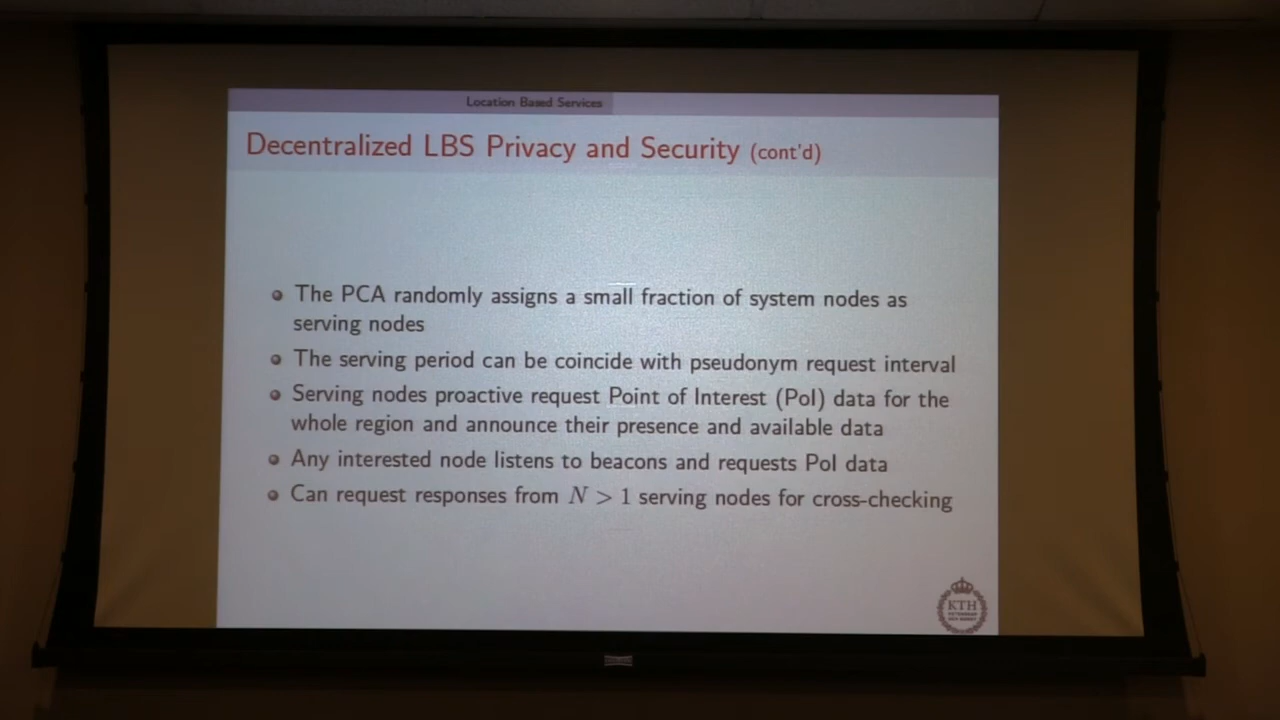 Location Based Services
Decentralized LBS Privacy and Security (cont'd)
The PCA randomly assigns a small fraction of system nodes as
serving nodes
The serving period can be coincide with pseudonym request interval
Serving nodes proactive request Point of Interest (PoI) data for the
whole region and announce their presence and available data
Any interested node listens to beacons and requests PoI data
Can request responses from N > 1 serving nodes for cross-checking
KTH